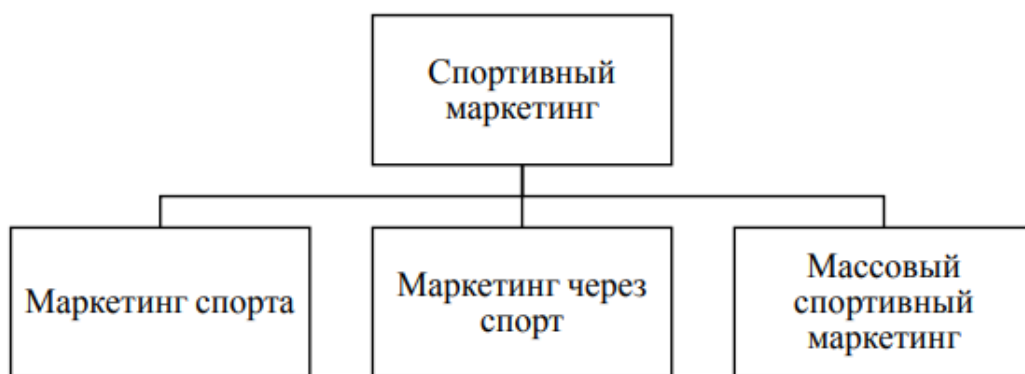 Спортивный
маркетинг
Маркетинг спорта
Маркетинг через
спорт
Массовый
спортивный
маркетинг